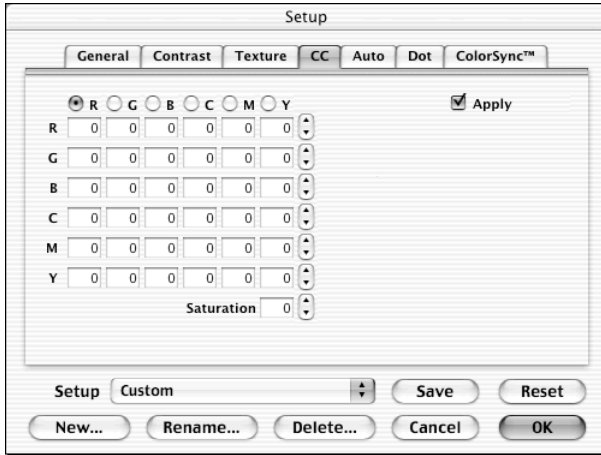 Setup
General Contrast Texture CC Auto Dot ColorSync™
R G B C M Y Apply
R 0 0 0 0 0 0
G 0 0 0 0 0 0
B 0 0 0 0 0 0
C 0 0 0 0 0 0
M 0 0 0 0 0 0
Y 0 0 0 0 0 0
Saturation 0
Setup Custom Save Reset
New... Rename... Delete... Cancel OK